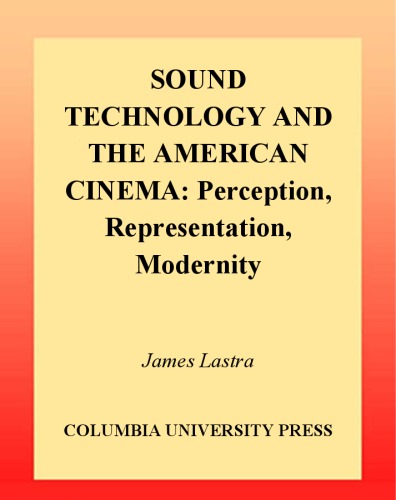 SOUND
TECHNOLOGY AND
THE AMERICAN
CINEMA: Perception,
Representation,
Modernity
James Lastra
COLUMBIA UNIVERSITY PRESS